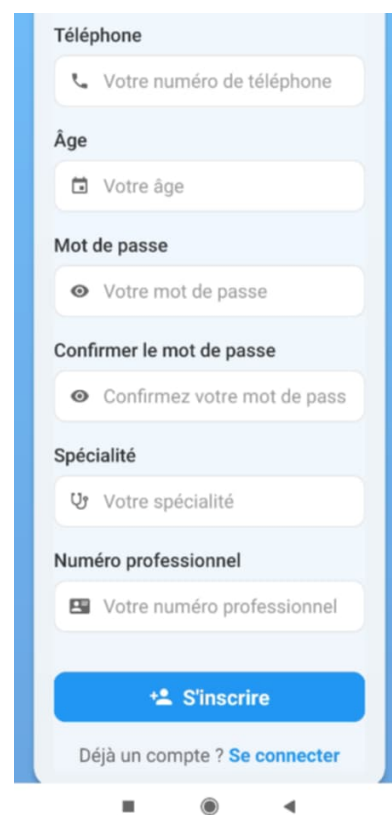 Téléphone
Votre numéro de téléphone
Âge
Votre âge
Mot de passe
Votre mot de passe
Confirmer le mot de passe
Confirmez votre mot de pass
Spécialité
Votre spécialité
Numéro professionnel
Votre numéro professionnel
S'inscrire
Déjà un compte ? Se connecter